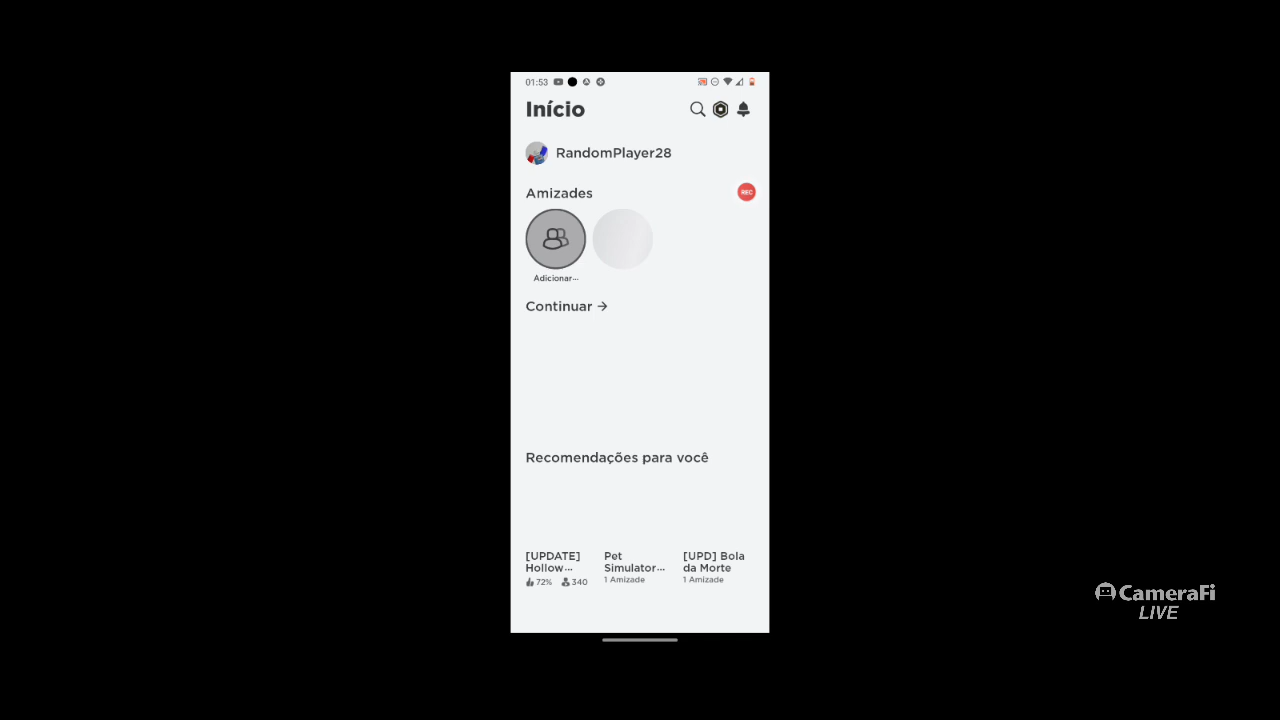 01:53
Início
RandomPlayer28
Amizades
REC
Adicionar...
Continuar →
Recomendações para você
[UPDATE] Hollow...
72% 340
Pet Simulator...
1 Amizade
[UPD] Bola da Morte
1 Amizade
CameraFi
LIVE